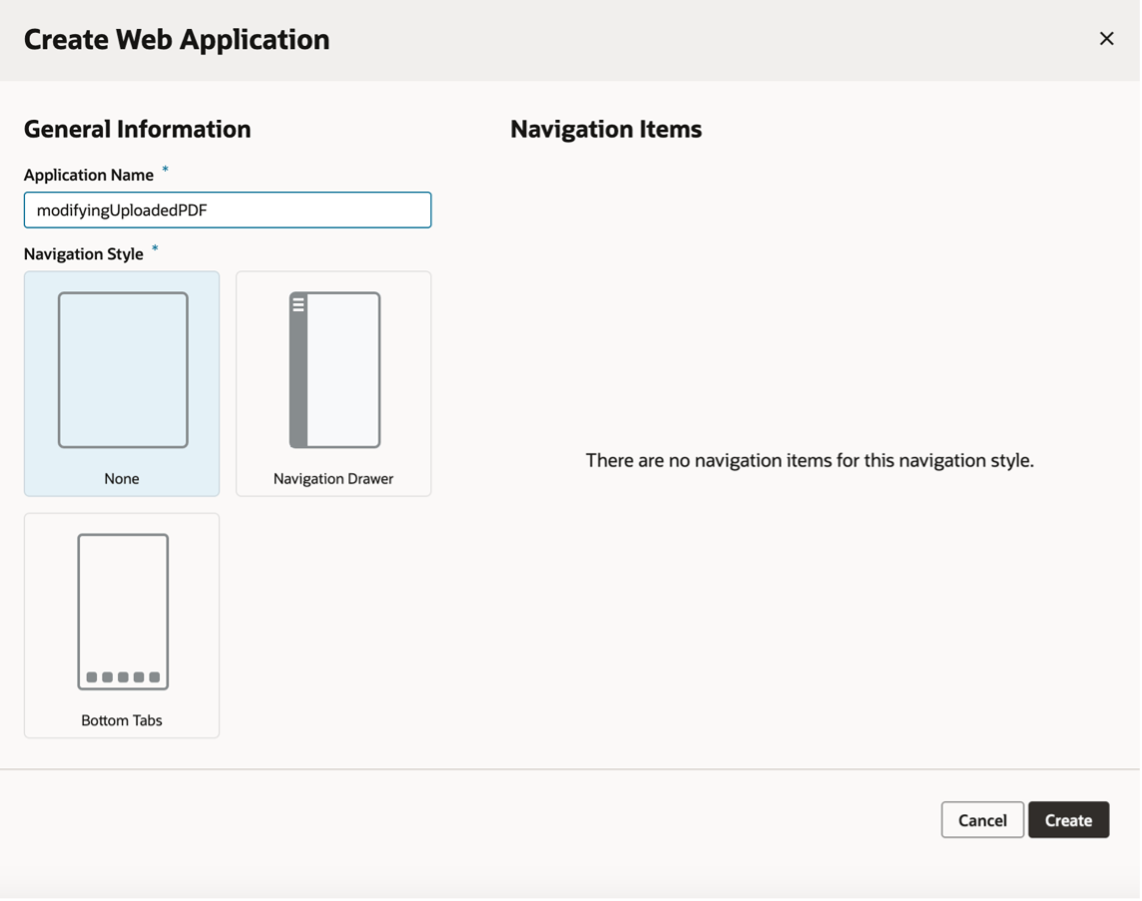 Create Web Application
General Information
Application Name *
modifyingUploadedPDF
Navigation Style *
None
Navigation Drawer
Bottom Tabs
Navigation Items
There are no navigation items for this navigation style.
Cancel
Create